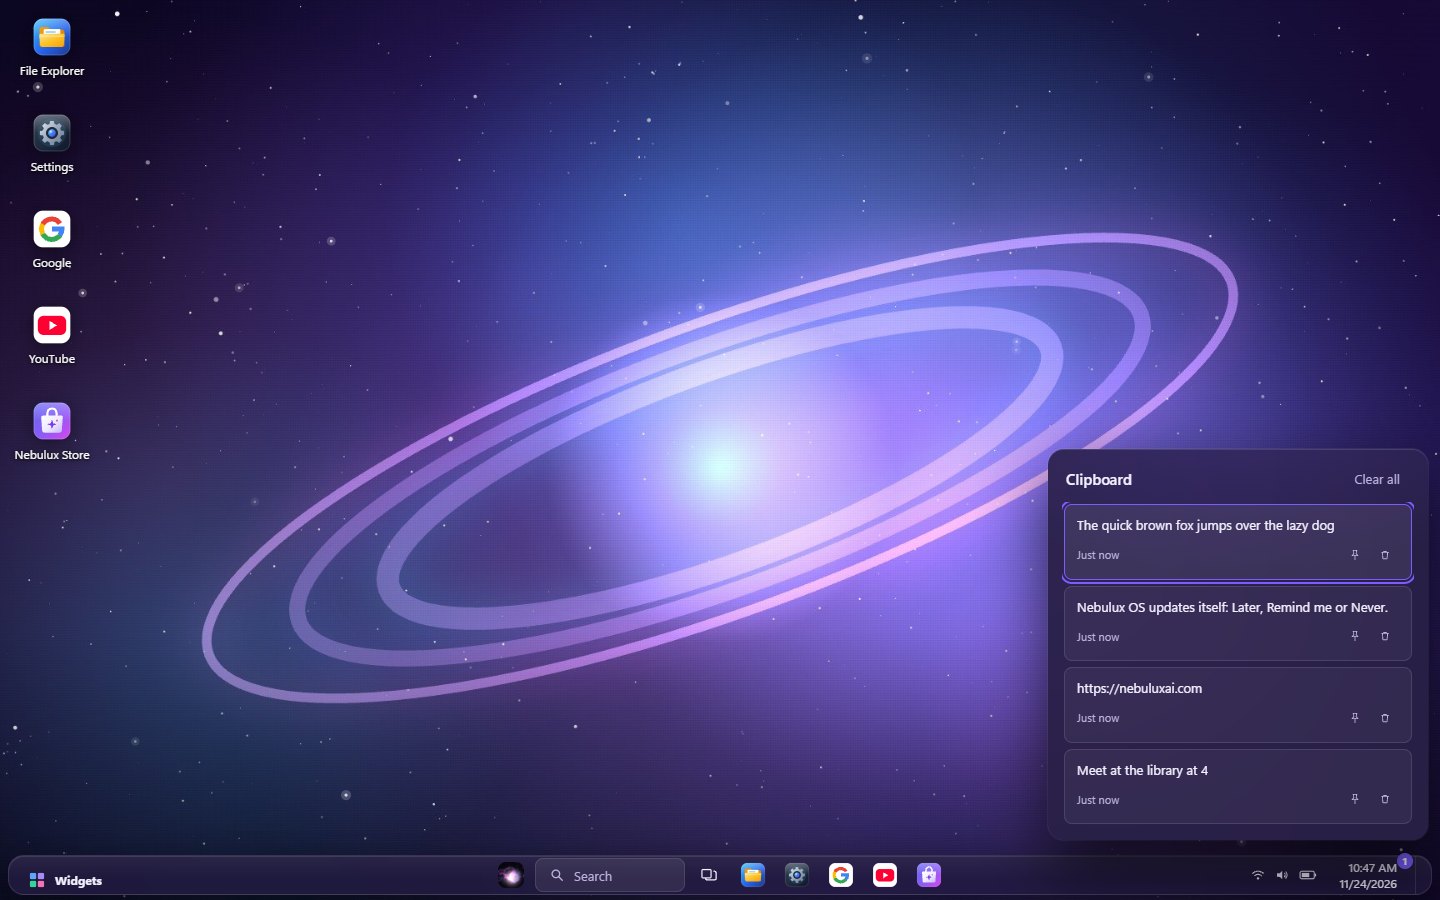 File Explorer
Settings
Google
YouTube
Nebulux Store
Clipboard
Clear all
The quick brown fox jumps over the lazy dog
Just now
Nebulux OS updates itself: Later, Remind me or Never.
Just now
https://nebuluxai.com
Just now
Meet at the library at 4
Just now
Widgets
Search
10:47 AM
1
11/24/2026